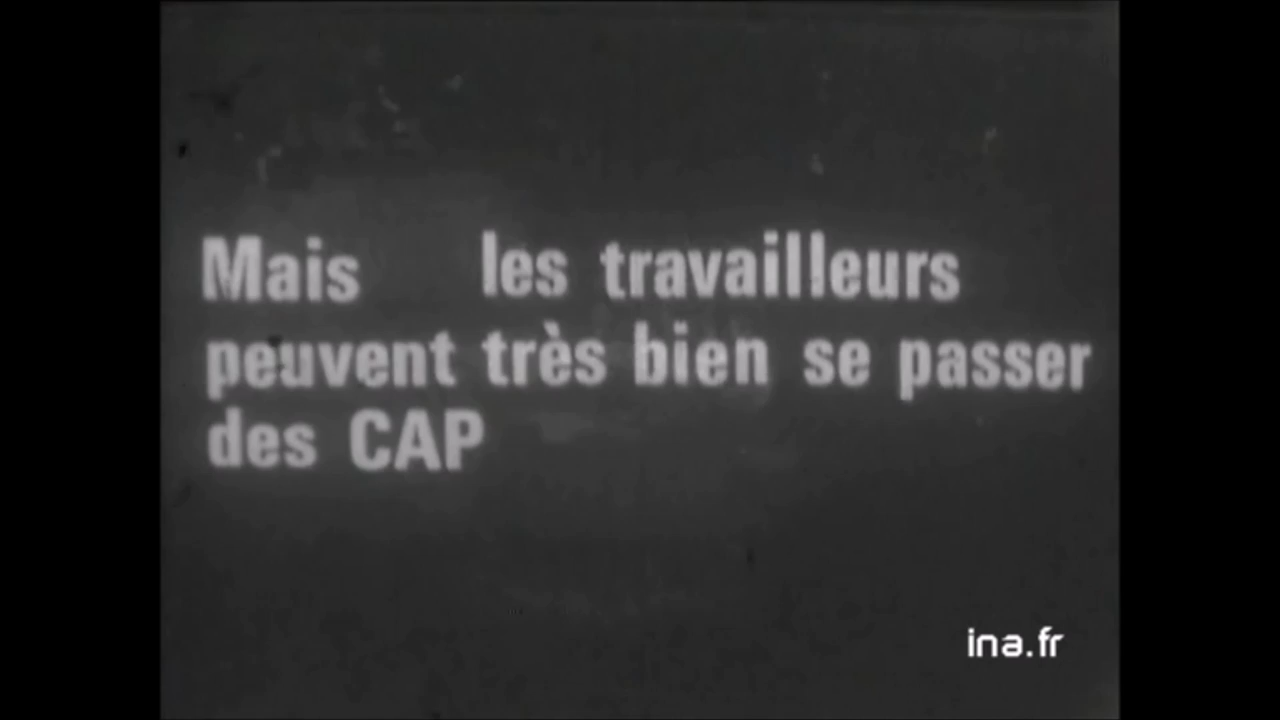 Mais les travailleurs
peuvent très bien se passer
des CAP
ina.fr